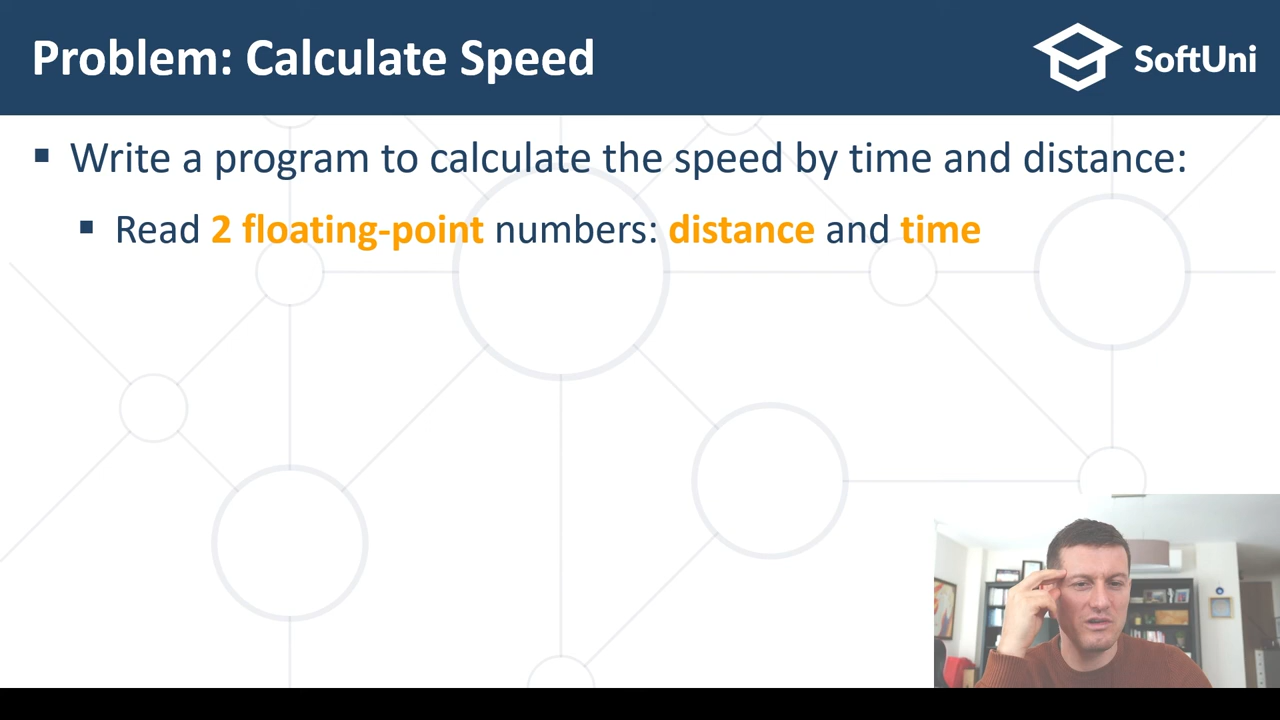 Problem: Calculate Speed
SoftUni
▪ Write a program to calculate the speed by time and distance:
▪ Read 2 floating-point numbers: distance and time